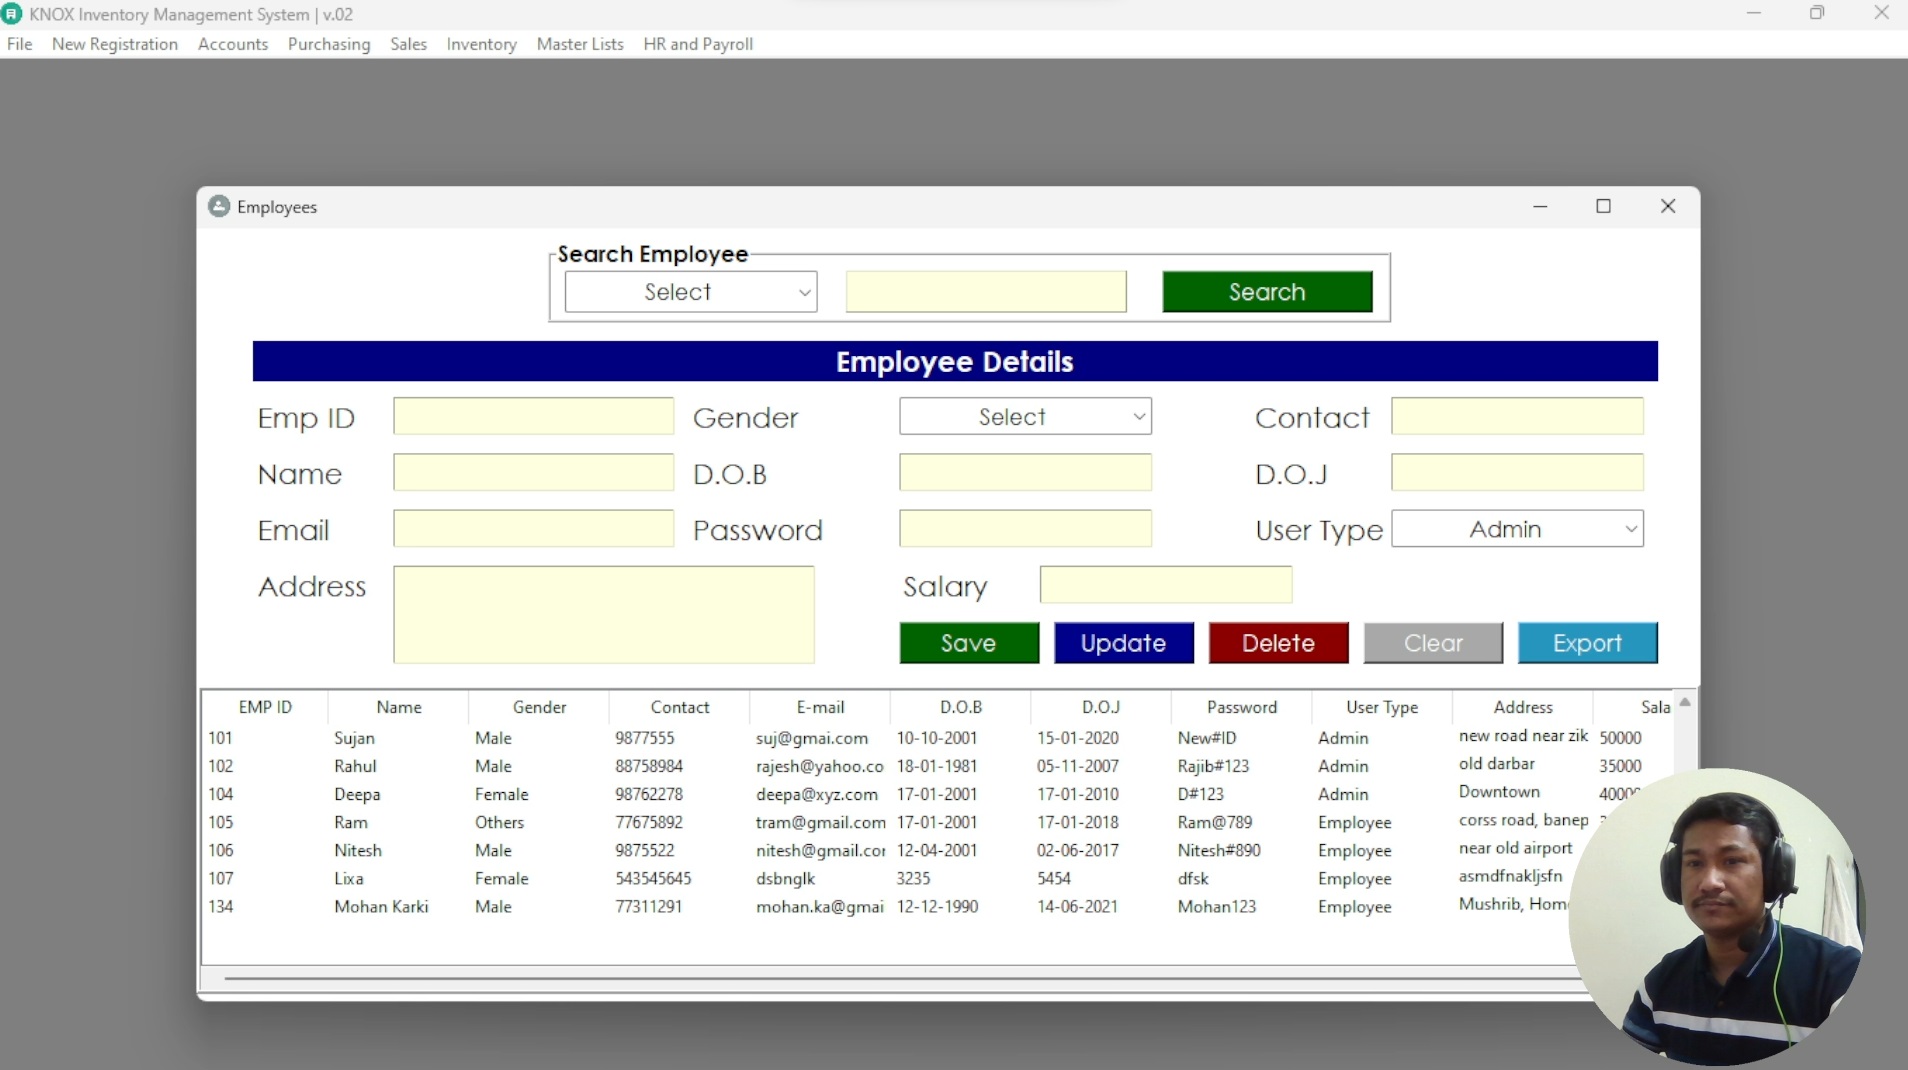 KNOX Inventory Management System | v.02
File New Registration Accounts Purchasing Sales Inventory Master Lists HR and Payroll
Employees
Search Employee
Select Search
Employee Details
Emp ID Gender Select Contact
Name D.O.B D.O.J
Email Password User Type Admin
Address Salary
Save Update Delete Clear Export
EMP ID Name Gender Contact E-mail D.O.B D.O.J Password User Type Address Sala
101 Sujan Male 9877555 suj@gmai.com 10-10-2001 15-01-2020 New#ID Admin new road near zik 50000
102 Rahul Male 88758984 rajesh@yahoo.co 18-01-1981 05-11-2007 Rajib#123 Admin old darbar 35000
104 Deepa Female 98762278 deepa@xyz.com 17-01-2001 17-01-2010 D#123 Admin Downtown 40000
105 Ram Others 77675892 tram@gmail.com 17-01-2001 17-01-2018 Ram@789 Employee corss road, banep
106 Nitesh Male 9875522 nitesh@gmail.cor 12-04-2001 02-06-2017 Nitesh#890 Employee near old airport
107 Lixa Female 543545645 dsbnglk 3235 5454 dfsk Employee asmdfnakljsfn
134 Mohan Karki Male 77311291 mohan.ka@gmai 12-12-1990 14-06-2021 Mohan123 Employee Mushrib, Hom